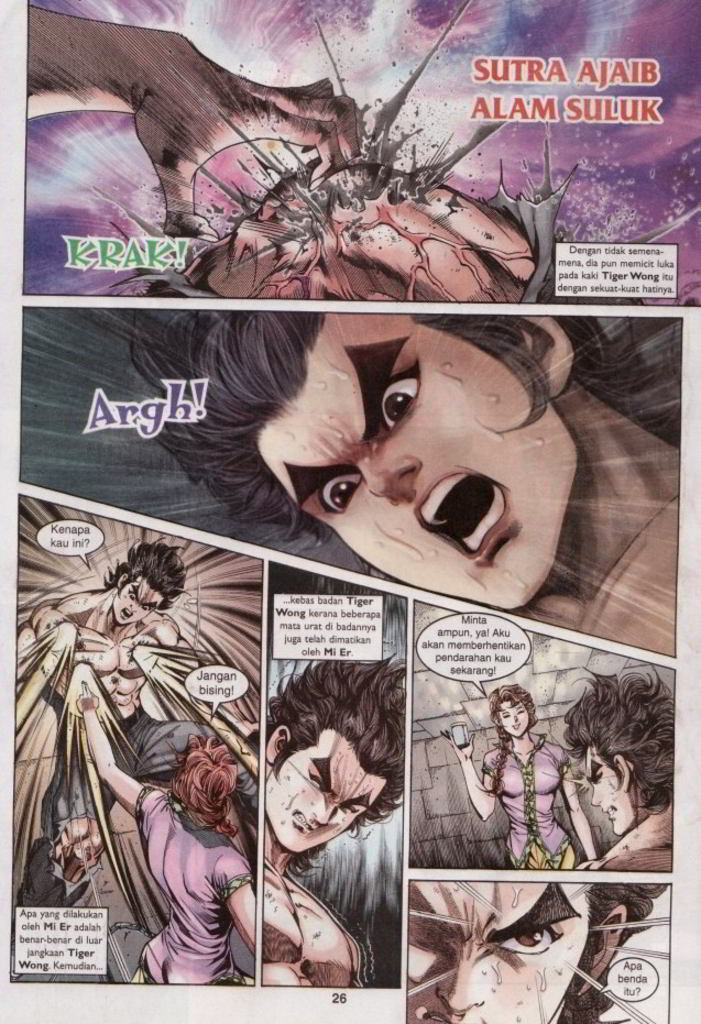 SUTRA AJAIB
ALAM SULUK
KRAK!
Dengan tidak semena-
mena, dia pun memicit luka
pada kaki Tiger Wong itu
dengan sekuat-kuat hatinya.
Argh!
Kenapa
kau ini?
Jangan
bising!
Apa yang dilakukan
oleh Mi Er adalah
benar-benar di luar
jangkaan Tiger
Wong. Kemudian...
...kebas badan Tiger
Wong kerana beberapa
mata urat di badannya
juga telah dimatikan
oleh Mi Er.
Minta
ampun, ya! Aku
akan memberhentikan
pendarahan kau
sekarang!
Apa
benda
itu?
26